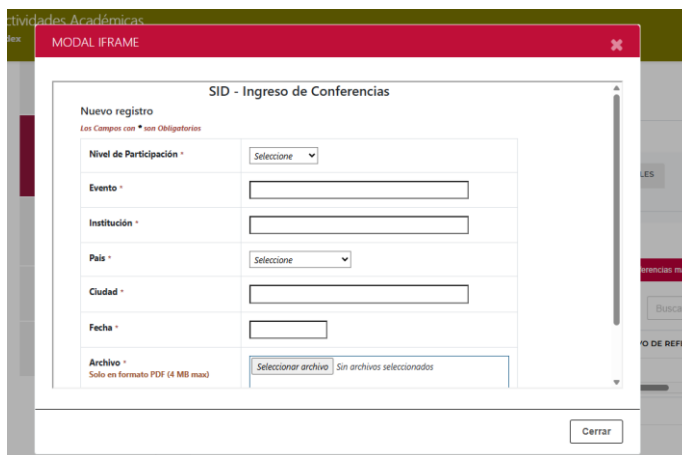 ctividades Académicas
dex
MODAL IFRAME
✖
SID - Ingreso de Conferencias
Nuevo registro
Los Campos con * son Obligatorios
Nivel de Participación *
Seleccione
Evento *
Institución *
Pais *
Seleccione
Ciudad *
Fecha *
Archivo *
Solo en formato PDF (4 MB max)
Seleccionar archivo Sin archivos seleccionados
LES
erencias m
Busca
O DE REF
Cerrar